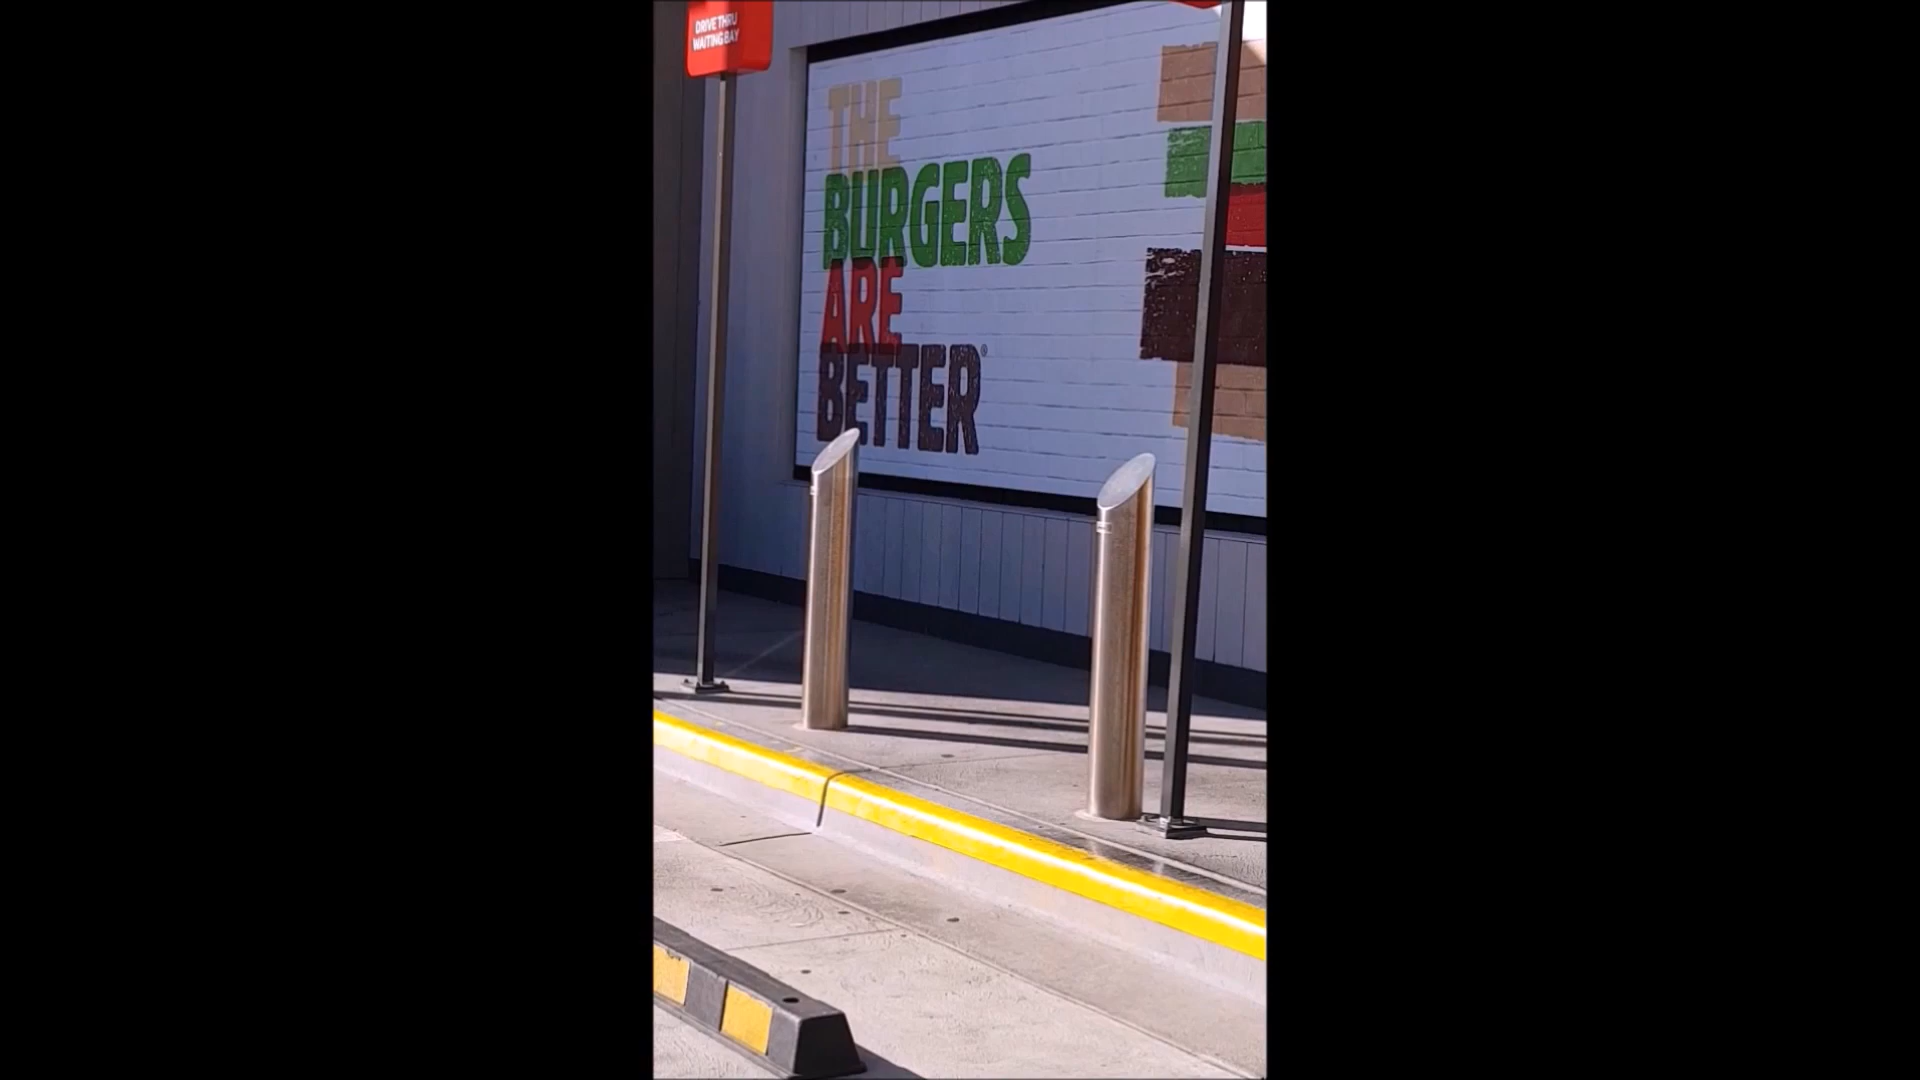 DRIVE THRU
WAITING BAY
THE
BURGERS
ARE
BETTER®